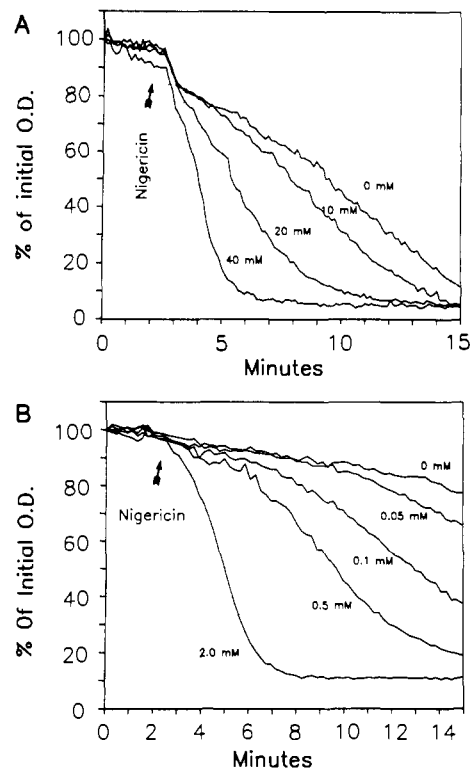 A
% of initial O.D.
100
80
60
40
20
0
Nigericin
0 mM
10 mM
20 mM
40 mM
0
5
10
15
Minutes
B
% Of Initial O.D.
100
80
60
40
20
0
Nigericin
0 mM
0.05 mM
0.1 mM
0.5 mM
2.0 mM
0
2
4
6
8
10
12
14
Minutes